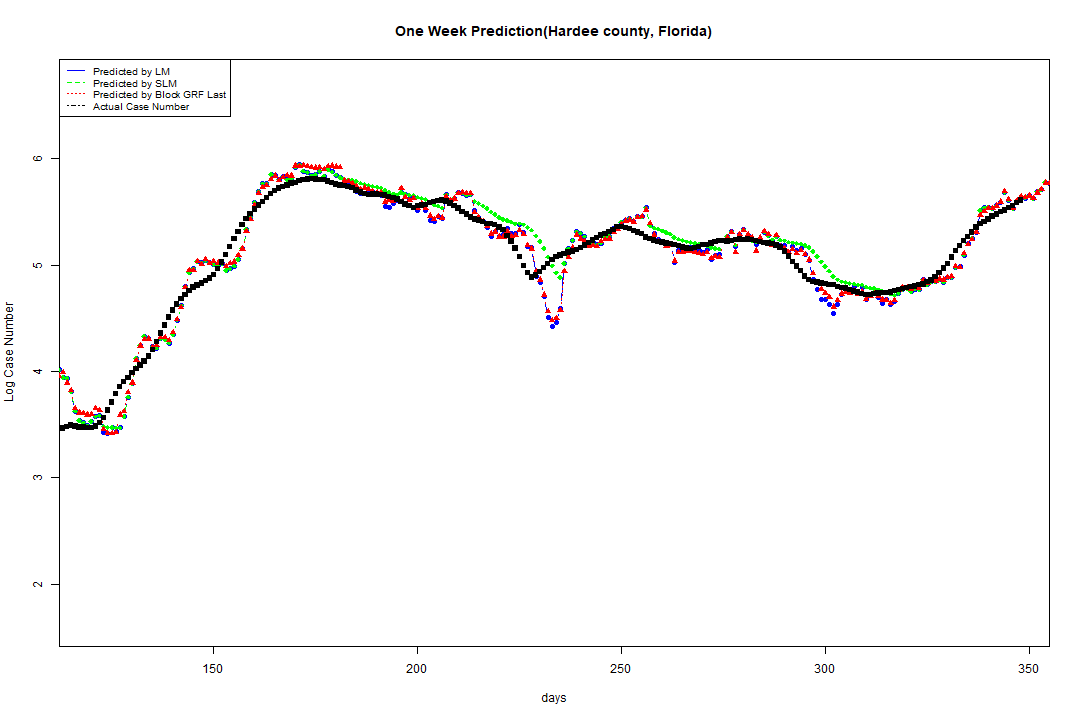 One Week Prediction(Hardee county, Florida)
Predicted by LM
Predicted by SLM
Predicted by Block GRF Last
Actual Case Number
6
5
4
3
2
Log Case Number
150 200 250 300 350
days